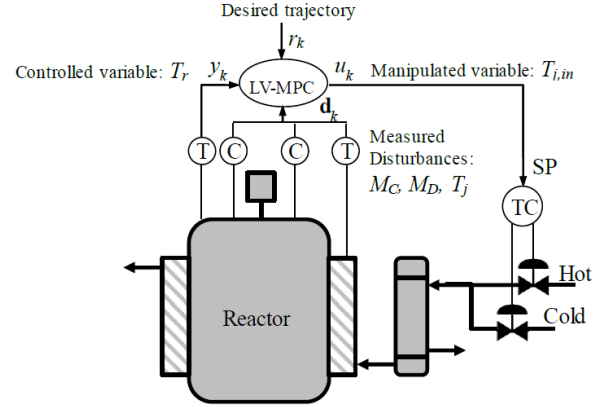 Desired trajectory
r_k
Controlled variable: T_r y_k LV-MPC u_k Manipulated variable: T_{j,in}
d_k
T C C T
Measured
Disturbances:
M_C, M_D, T_j
SP
TC
Hot
Cold
Reactor